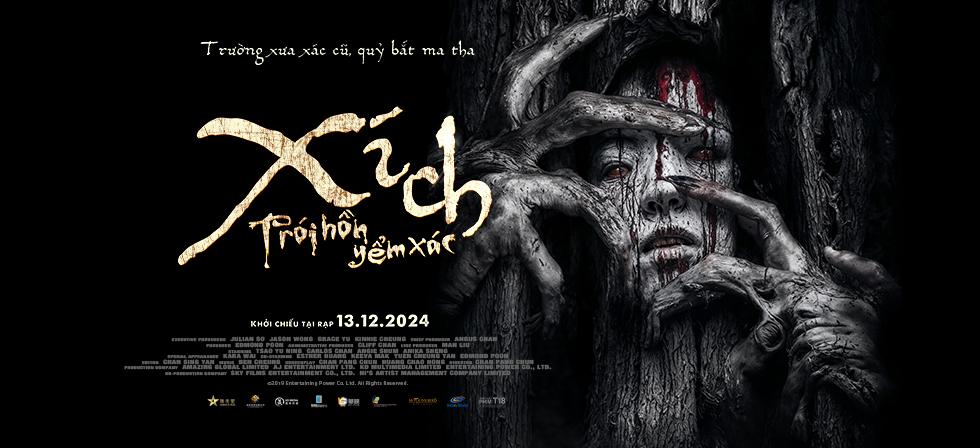 Trường xưa xác cũ, quỷ bắt ma tha
Xích
Trói hồn
yểm xác
KHỞI CHIẾU TẠI RẠP 13.12.2024
EXECUTIVE PRODUCERS JULIAN SO JASON WONG GRACE YU KINNIE CHEUNG CHIEF PRODUCER ANGUS CHAN
PRODUCER EDMOND POON ADMINISTRATIVE PRODUCER CLIFF CHAN LINE PRODUCER MAN LIU
STARRING TSAO YU NING CARLOS CHAN ANGIE SHUM ANIKA SHENG
SPECIAL APPEARANCE KARA WAI CO-STARRING ESTHER HUANG KEEVA MAK YUEN CHEUNG YAN EDMOND POON
EDITOR CHAN SING YAN MUSIC BEN CHEUNG SCREENPLAY CHAN PANG CHUN HUANG CHAO HONG DIRECTOR CHAN PANG CHUN
PRODUCTION COMPANY AMAZING GLOBAL LIMITED AJ ENTERTAINMENT LTD. KD MULTIMEDIA LIMITED ENTERTAINING POWER CO. LTD.
CO-PRODUCTION COMPANY SKY FILMS ENTERTAINMENT CO., LTD. HI'S ARTIST MANAGEMENT COMPANY LIMITED
©2019 Entertaining Power Co. Ltd. All Rights Reserved.
PHIM T18